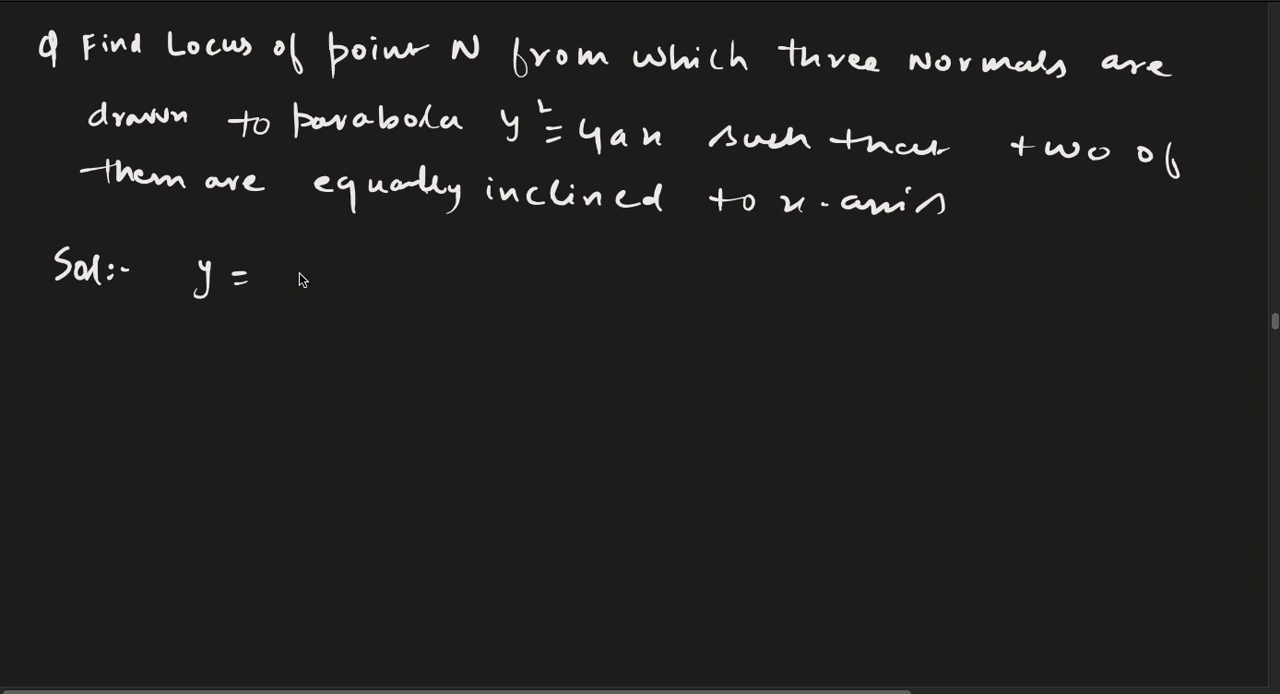 Q Find Locus of point N from which three Normals are
drawn to parabola y² = 4ax such that two of
them are equally inclined to x-axis
Sol:- y =